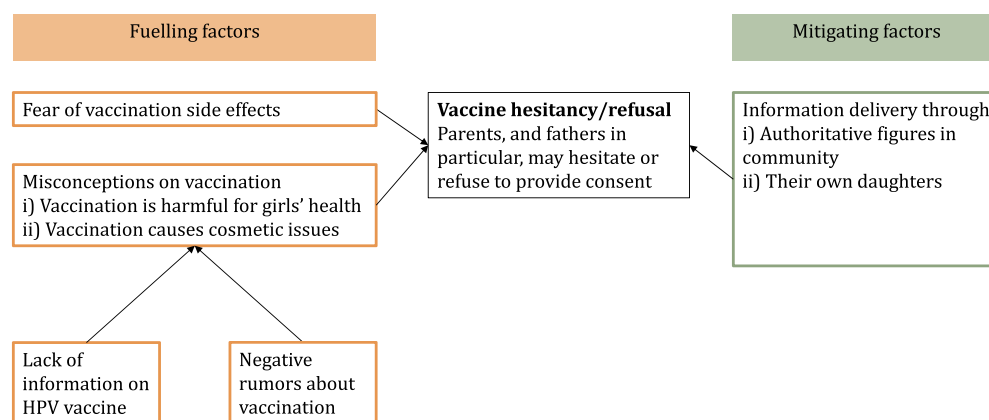 Fuelling factors
Mitigating factors
Fear of vaccination side effects
Misconceptions on vaccination
i) Vaccination is harmful for girls' health
ii) Vaccination causes cosmetic issues
Vaccine hesitancy/refusal
Parents, and fathers in
particular, may hesitate or
refuse to provide consent
Information delivery through
i) Authoritative figures in
community
ii) Their own daughters
Lack of
information on
HPV vaccine
Negative
rumors about
vaccination